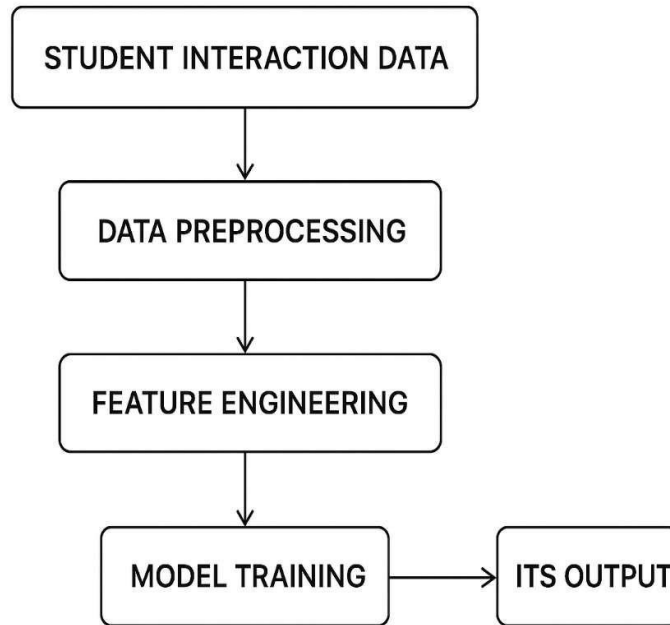 STUDENT INTERACTION DATA
DATA PREPROCESSING
FEATURE ENGINEERING
MODEL TRAINING
ITS OUTPUT